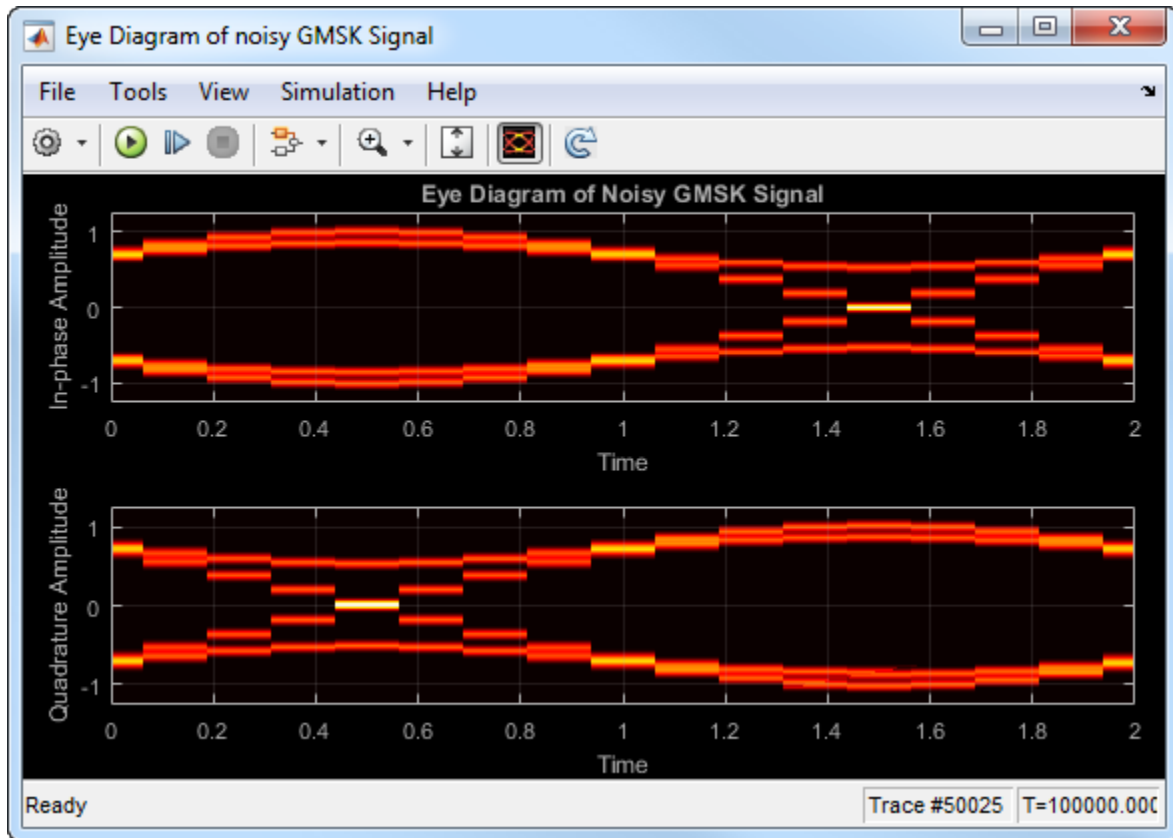 Eye Diagram of noisy GMSK Signal
File Tools View Simulation Help
Eye Diagram of Noisy GMSK Signal
In-phase Amplitude
1
0
-1
0 0.2 0.4 0.6 0.8 1 1.2 1.4 1.6 1.8 2
Time
Quadrature Amplitude
1
0
-1
0 0.2 0.4 0.6 0.8 1 1.2 1.4 1.6 1.8 2
Time
Ready Trace #50025 T=100000.000